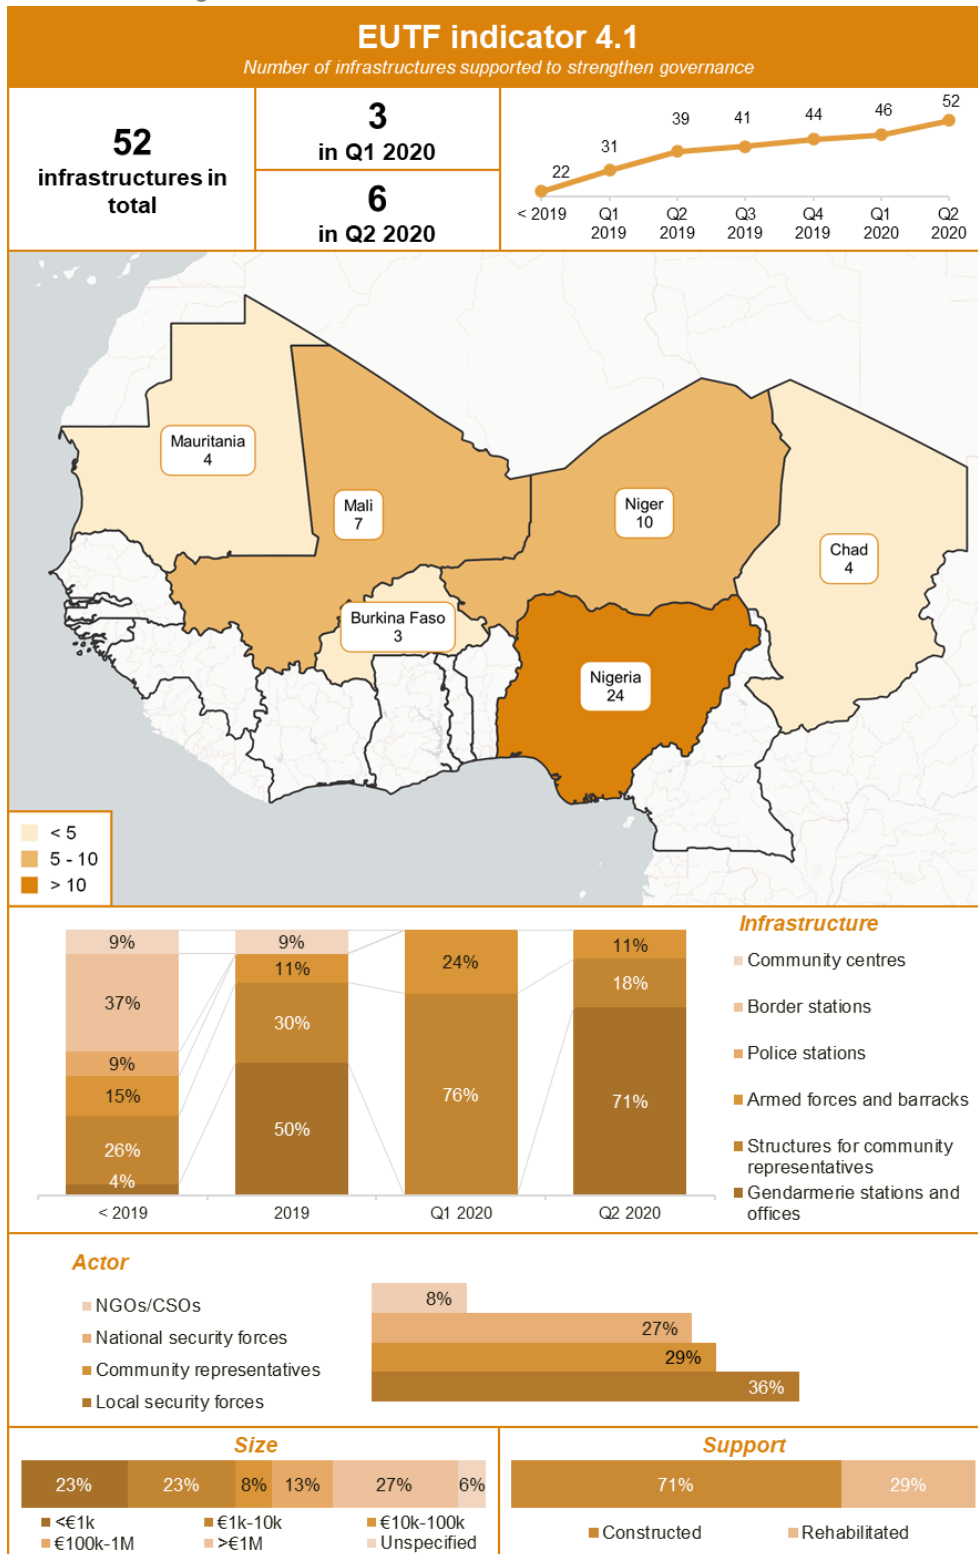 EUTF indicator 4.1
Number of infrastructures supported to strengthen governance
52
infrastructures in
total
3
in Q1 2020
6
in Q2 2020
22
31
39
41
44
46
52
< 2019
Q1
2019
Q2
2019
Q3
2019
Q4
2019
Q1
2020
Q2
2020
Mauritania
4
Mali
7
Niger
10
Chad
4
Burkina Faso
3
Nigeria
24
< 5
5 - 10
> 10
9%
37%
9%
15%
26%
4%
9%
11%
30%
50%
24%
76%
11%
18%
71%
< 2019
2019
Q1 2020
Q2 2020
Infrastructure
Community centres
Border stations
Police stations
Armed forces and barracks
Structures for community
representatives
Gendarmerie stations and
offices
Actor
NGOs/CSOs
National security forces
Community representatives
Local security forces
8%
27%
29%
36%
Size
23%
23%
8%
13%
27%
6%
<€1k
€1k-10k
€10k-100k
€100k-1M
>€1M
Unspecified
Support
71%
29%
Constructed
Rehabilitated